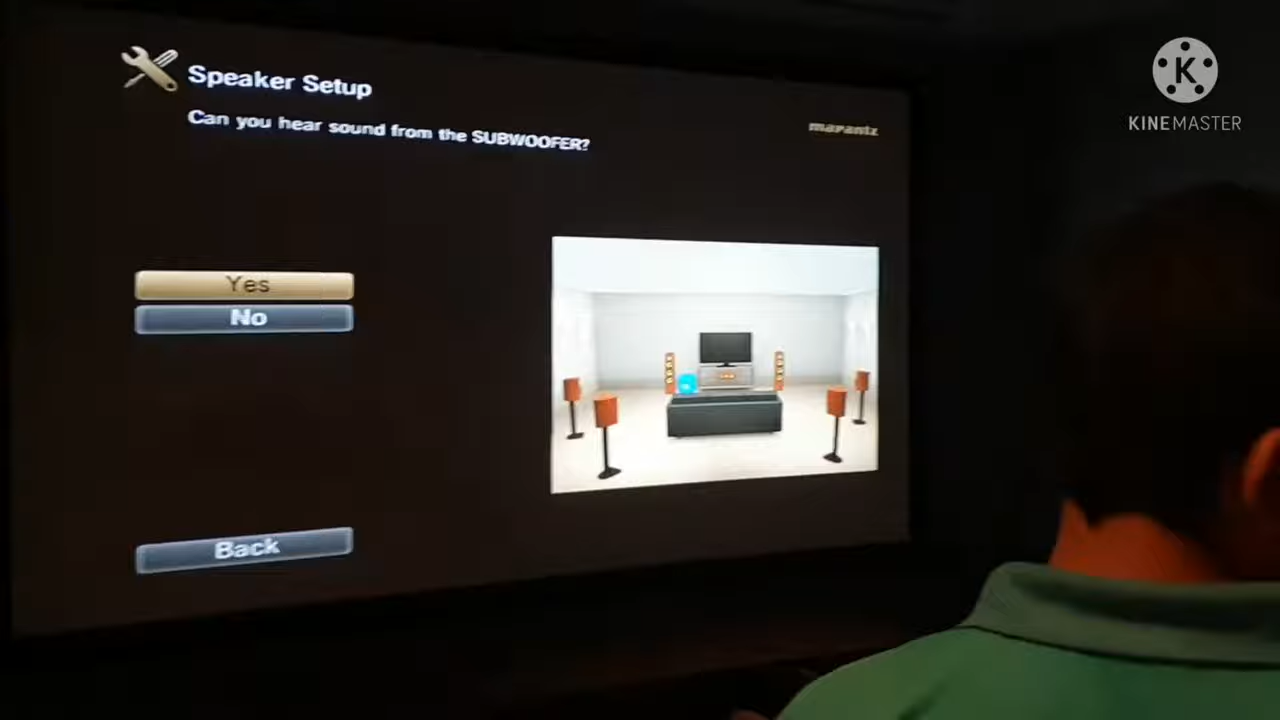 Speaker Setup
Can you hear sound from the SUBWOOFER?
marantz
K
KINEMASTER
Yes
No
Back